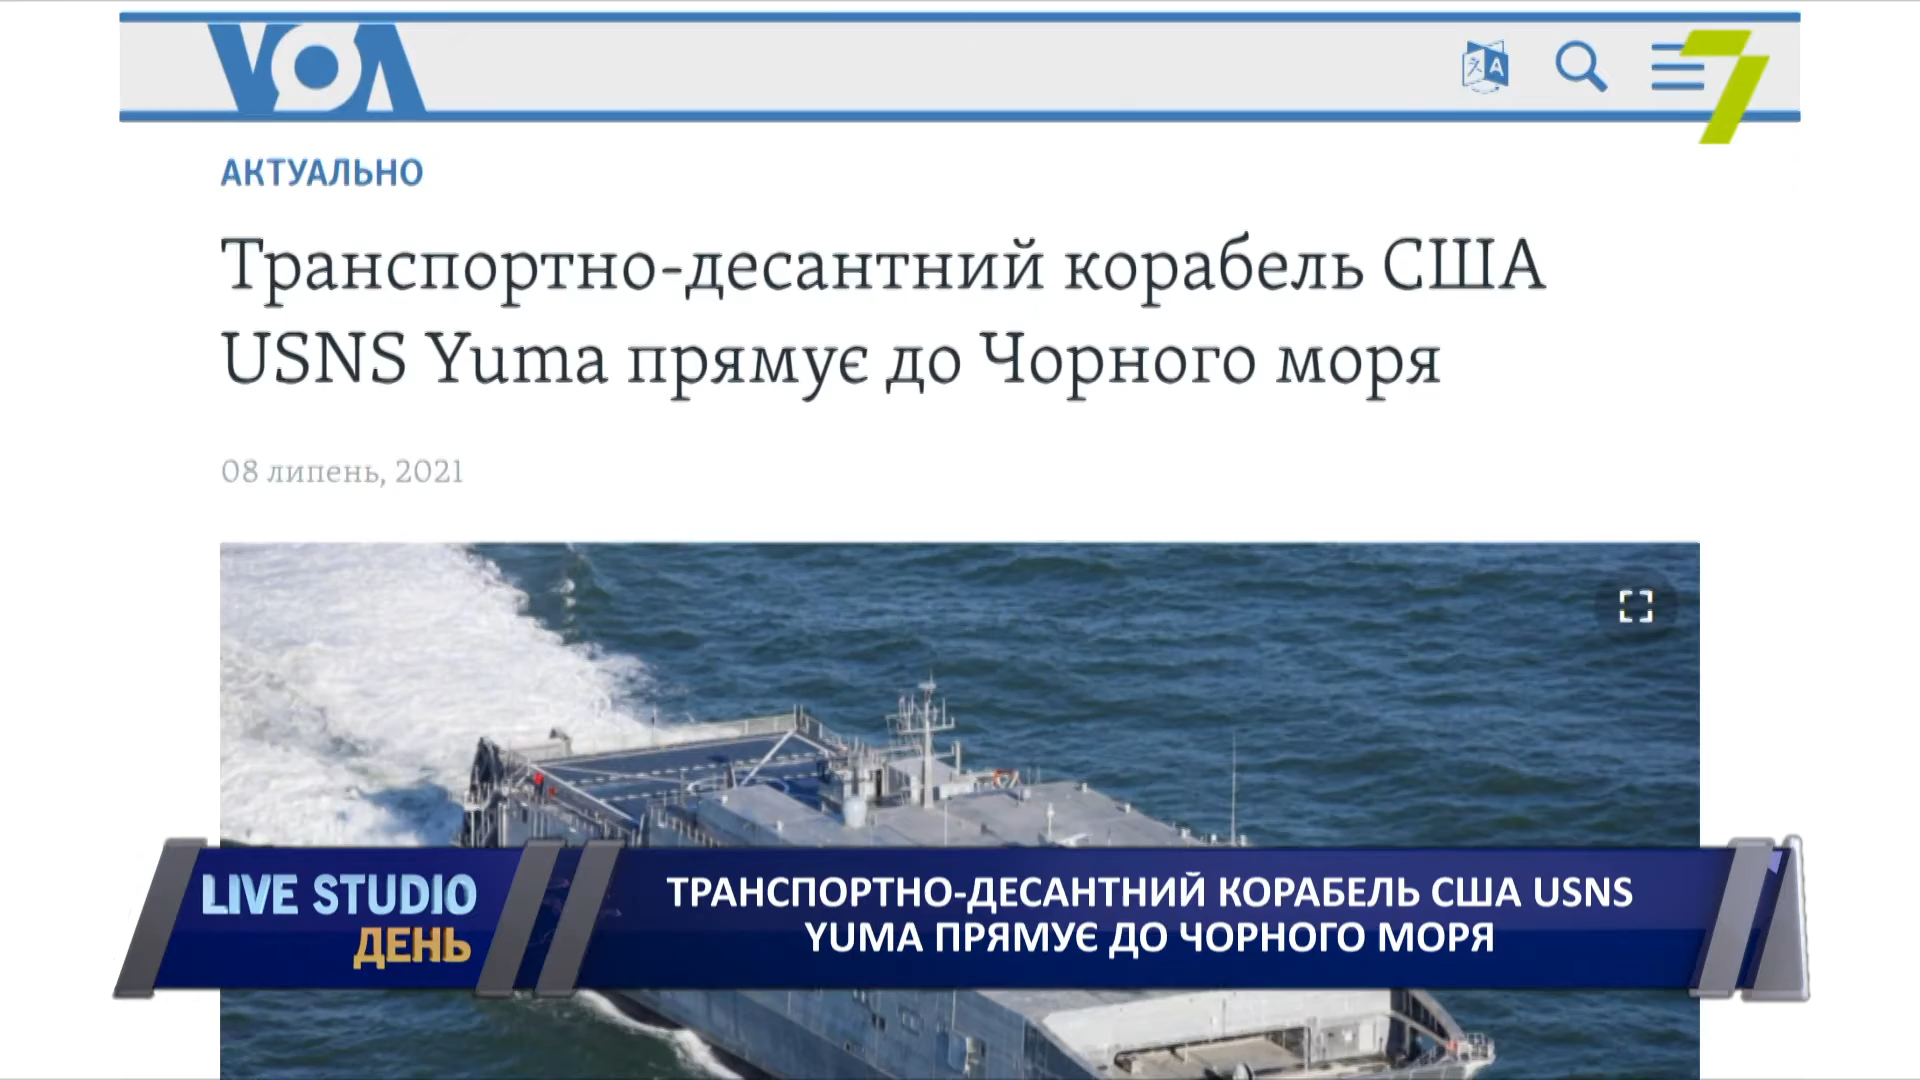 VOA
7
АКТУАЛЬНО
Транспортно-десантний корабель США
USNS Yuma прямує до Чорного моря
08 липень, 2021
LIVE STUDIO
ДЕНЬ
ТРАНСПОРТНО-ДЕСАНТНИЙ КОРАБЕЛЬ США USNS
YUMA ПРЯМУЄ ДО ЧОРНОГО МОРЯ